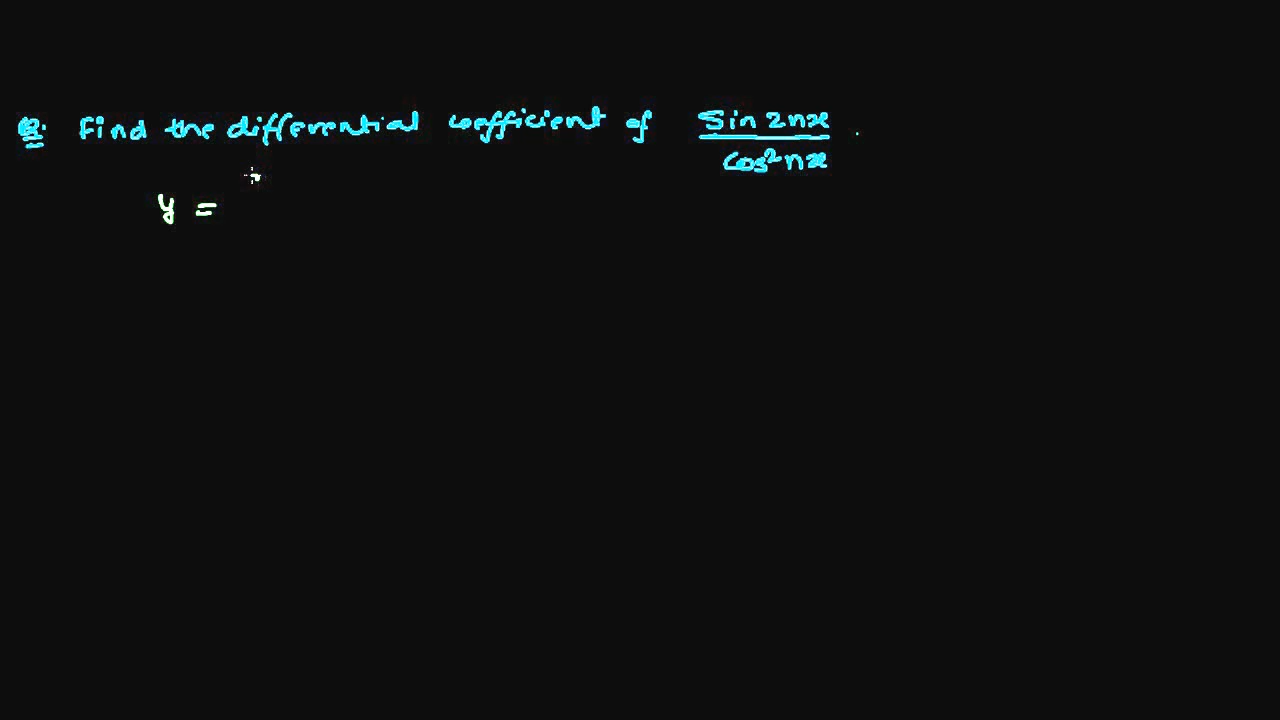 Q. Find the differential coefficient of sin 2nx / cos²nx .
y =